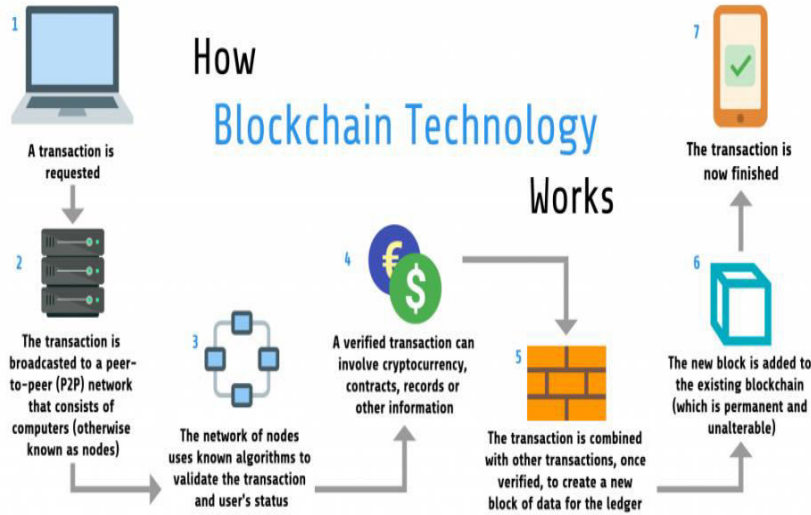 How
Blockchain Technology
Works
1
A transaction is
requested
2
The transaction is
broadcasted to a peer-
to-peer (P2P) network
that consists of
computers (otherwise
known as nodes)
3
The network of nodes
uses known algorithms to
validate the transaction
and user's status
4
€
$
A verified transaction can
involve cryptocurrency,
contracts, records or
other information
5
The transaction is combined
with other transactions, once
verified, to create a new
block of data for the ledger
6
The new block is added to
the existing blockchain
(which is permanent and
unalterable)
7
The transaction is
now finished